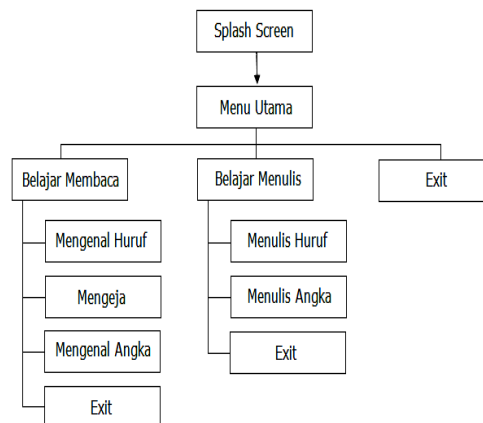 Splash Screen
Menu Utama
Belajar Membaca
Belajar Menulis
Exit
Mengenal Huruf
Mengeja
Mengenal Angka
Exit
Menulis Huruf
Menulis Angka
Exit